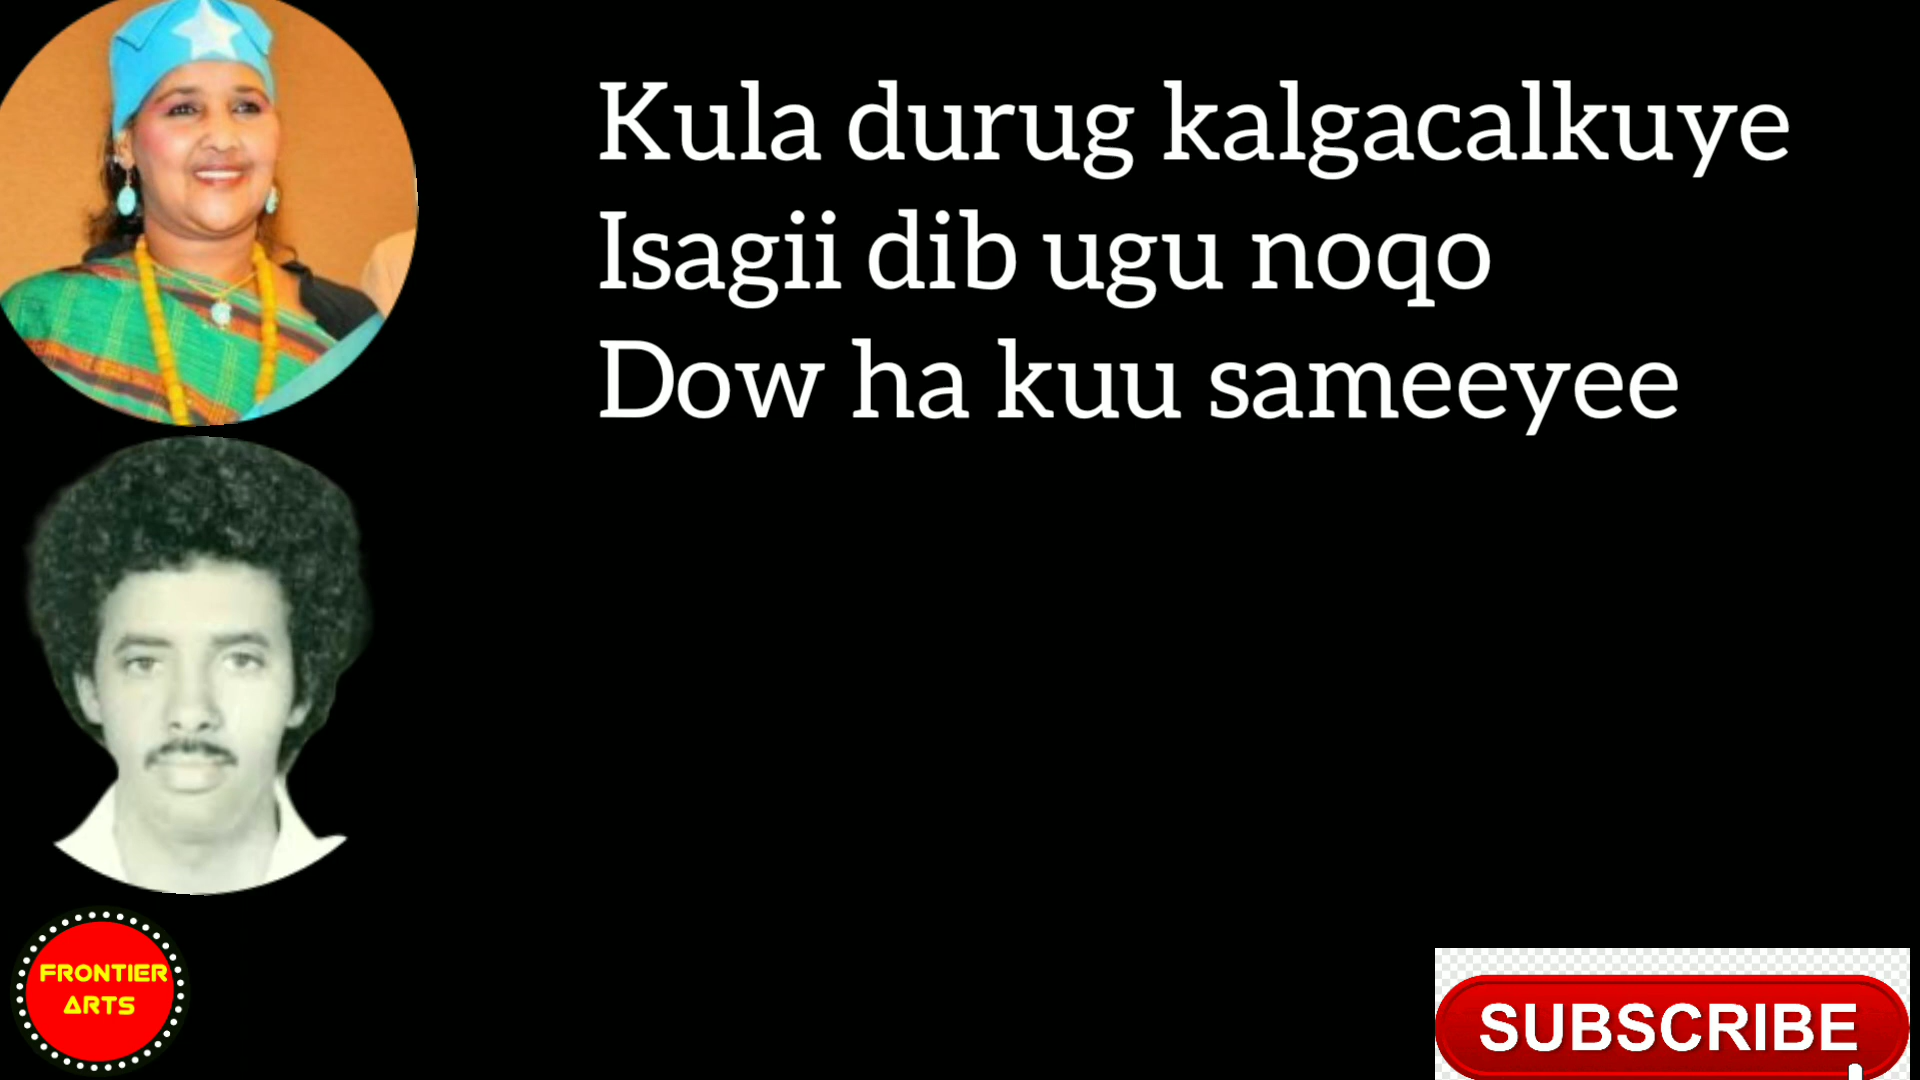 Kula durug kalgacalkuye
Isagii dib ugu noqo
Dow ha kuu sameeyee
FRONTIER
ARTS
SUBSCRIBE